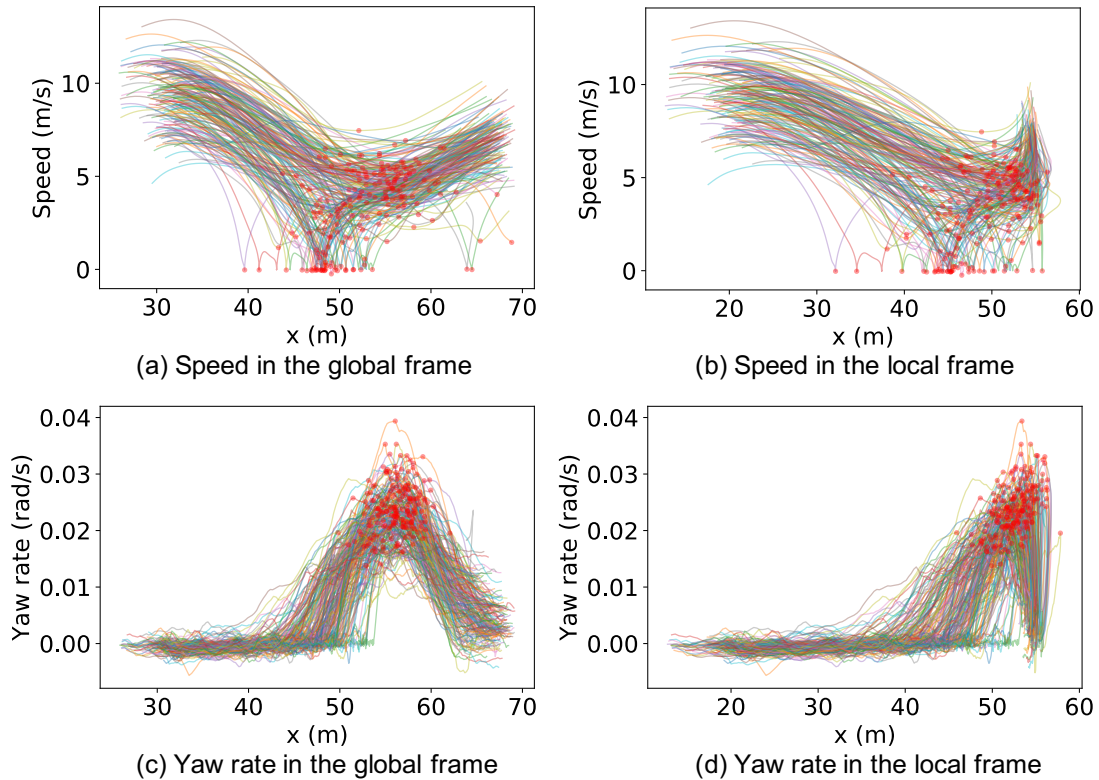 Speed (m/s)
10
5
0
30 40 50 60 70
x (m)
(a) Speed in the global frame
Speed (m/s)
10
5
0
20 30 40 50 60
x (m)
(b) Speed in the local frame
Yaw rate (rad/s)
0.04
0.03
0.02
0.01
0.00
30 40 50 60 70
x (m)
(c) Yaw rate in the global frame
Yaw rate (rad/s)
0.04
0.03
0.02
0.01
0.00
20 30 40 50 60
x (m)
(d) Yaw rate in the local frame